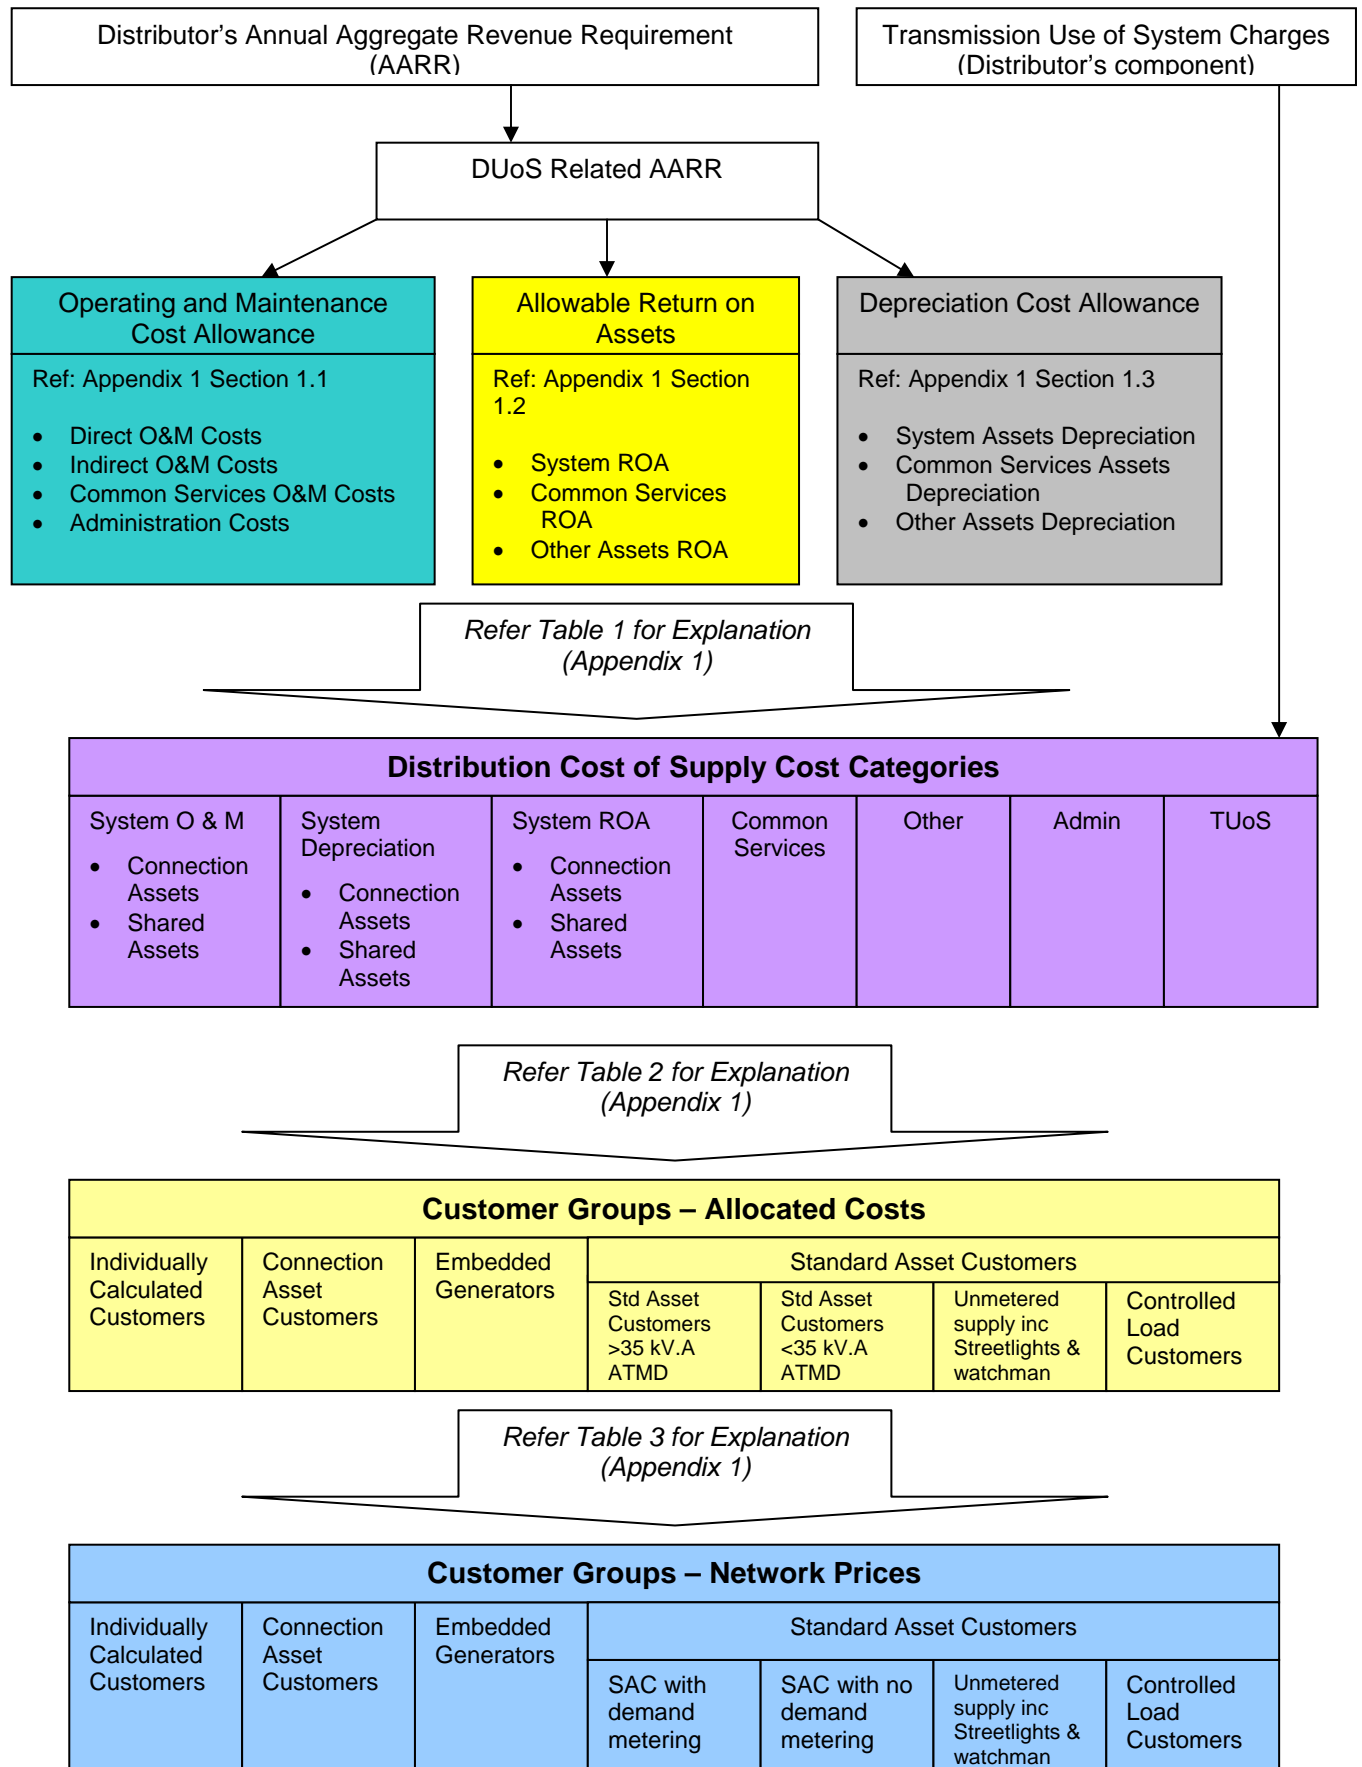 Distributor's Annual Aggregate Revenue Requirement
(AARR)
Transmission Use of System Charges
(Distributor's component)
DUoS Related AARR
Operating and Maintenance
Cost Allowance
Ref: Appendix 1 Section 1.1
• Direct O&M Costs
• Indirect O&M Costs
• Common Services O&M Costs
• Administration Costs
Allowable Return on
Assets
Ref: Appendix 1 Section
1.2
• System ROA
• Common Services
ROA
• Other Assets ROA
Depreciation Cost Allowance
Ref: Appendix 1 Section 1.3
• System Assets Depreciation
• Common Services Assets
Depreciation
• Other Assets Depreciation
Refer Table 1 for Explanation
(Appendix 1)
Distribution Cost of Supply Cost Categories
System O & M
• Connection
Assets
• Shared
Assets
System
Depreciation
• Connection
Assets
• Shared
Assets
System ROA
• Connection
Assets
• Shared
Assets
Common
Services
Other
Admin
TUoS
Refer Table 2 for Explanation
(Appendix 1)
Customer Groups – Allocated Costs
Individually
Calculated
Customers
Connection
Asset
Customers
Embedded
Generators
Standard Asset Customers
Std Asset
Customers
>35 kV.A
ATMD
Std Asset
Customers
<35 kV.A
ATMD
Unmetered
supply inc
Streetlights &
watchman
Controlled
Load
Customers
Refer Table 3 for Explanation
(Appendix 1)
Customer Groups – Network Prices
Individually
Calculated
Customers
Connection
Asset
Customers
Embedded
Generators
Standard Asset Customers
SAC with
demand
metering
SAC with no
demand
metering
Unmetered
supply inc
Streetlights &
watchman
Controlled
Load
Customers